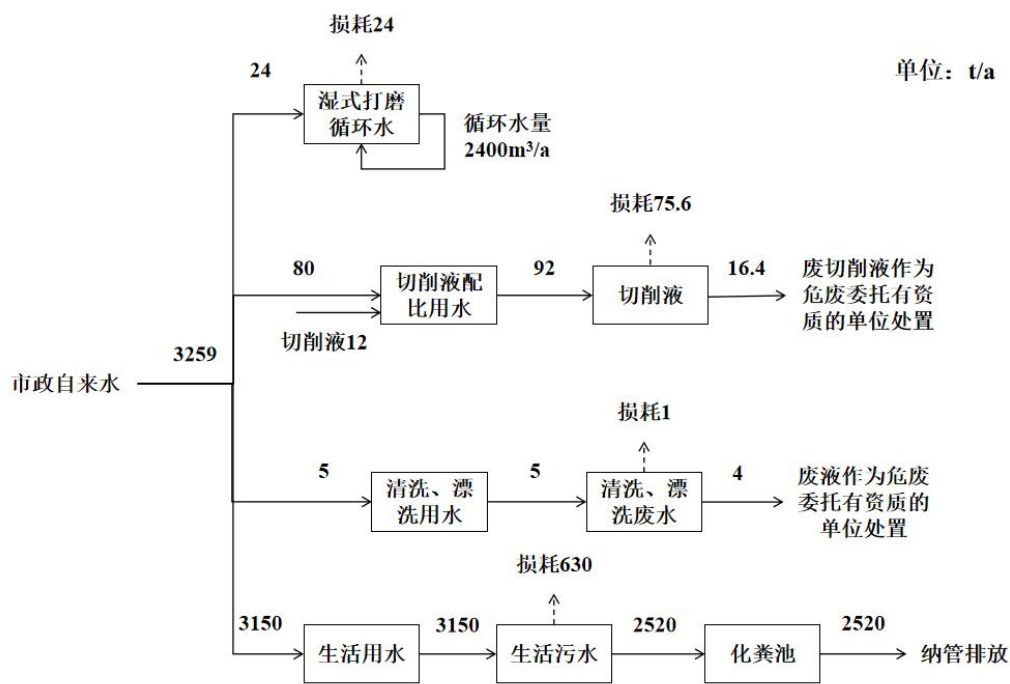 损耗24
24
单位：t/a
湿式打磨
循环水
循环水量
2400m³/a
损耗75.6
80
切削液配
比用水
92
切削液
16.4
废切削液作为
危废委托有资
质的单位处置
切削液12
3259
市政自来水
损耗1
5
清洗、漂
洗用水
5
清洗、漂
洗废水
4
废液作为危废
委托有资质的
单位处置
损耗630
3150
生活用水
3150
生活污水
2520
化粪池
2520
纳管排放